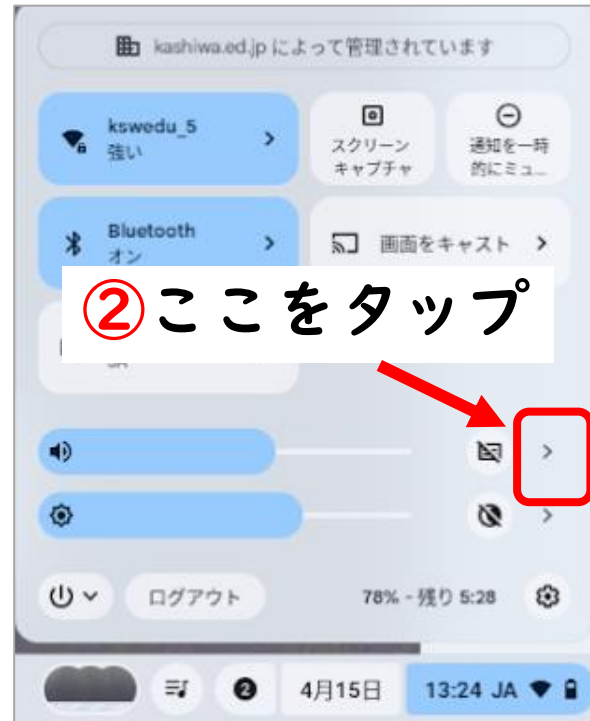 kashiwa.ed.jp によって管理されています
kswedu_5
強い
スクリーン
キャプチャ
通知を一時
的にミュ...
Bluetooth
オン
画面をキャスト
②ここをタップ
ログアウト
78% - 残り 5:28
2
4月15日
13:24 JA